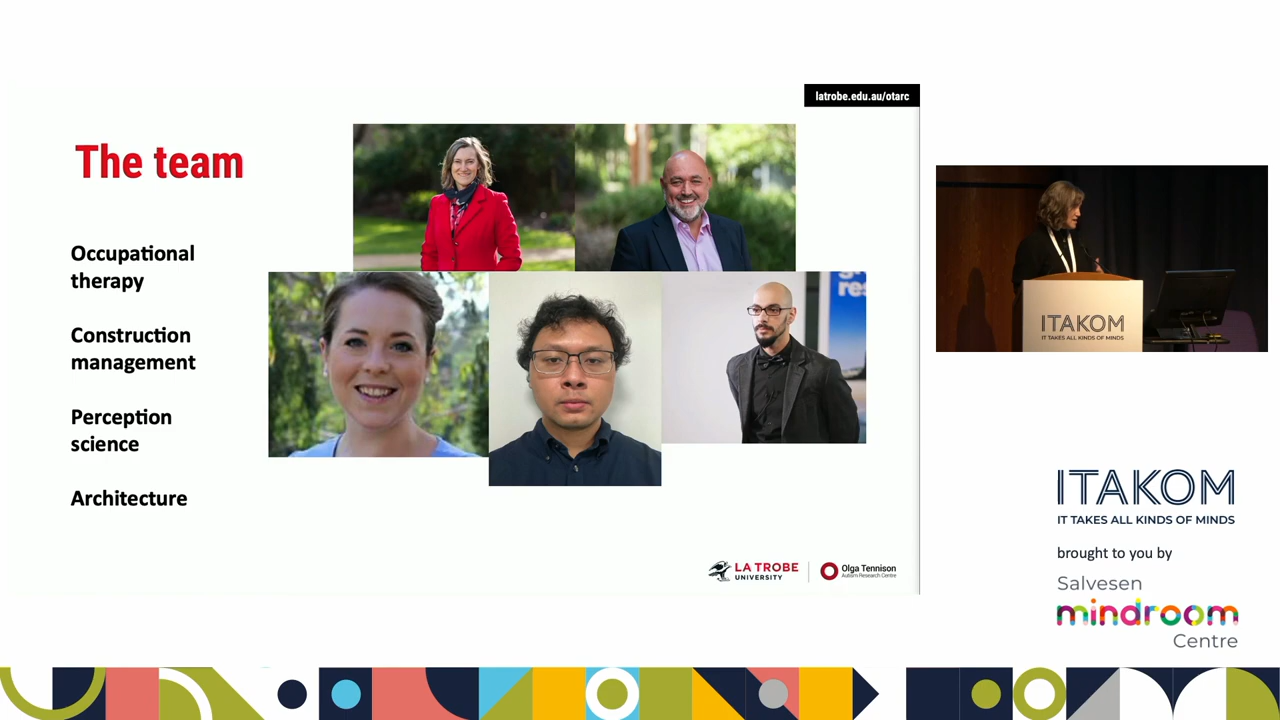 latrobe.edu.au/otarc
The team
Occupational
therapy
Construction
management
Perception
science
Architecture
res
LA TROBE
UNIVERSITY
Olga Tennison
Autism Research Centre
ITAKOM
IT TAKES ALL KINDS OF MINDS
ITAKOM
IT TAKES ALL KINDS OF MINDS
brought to you by
Salvesen
mindroom
Centre